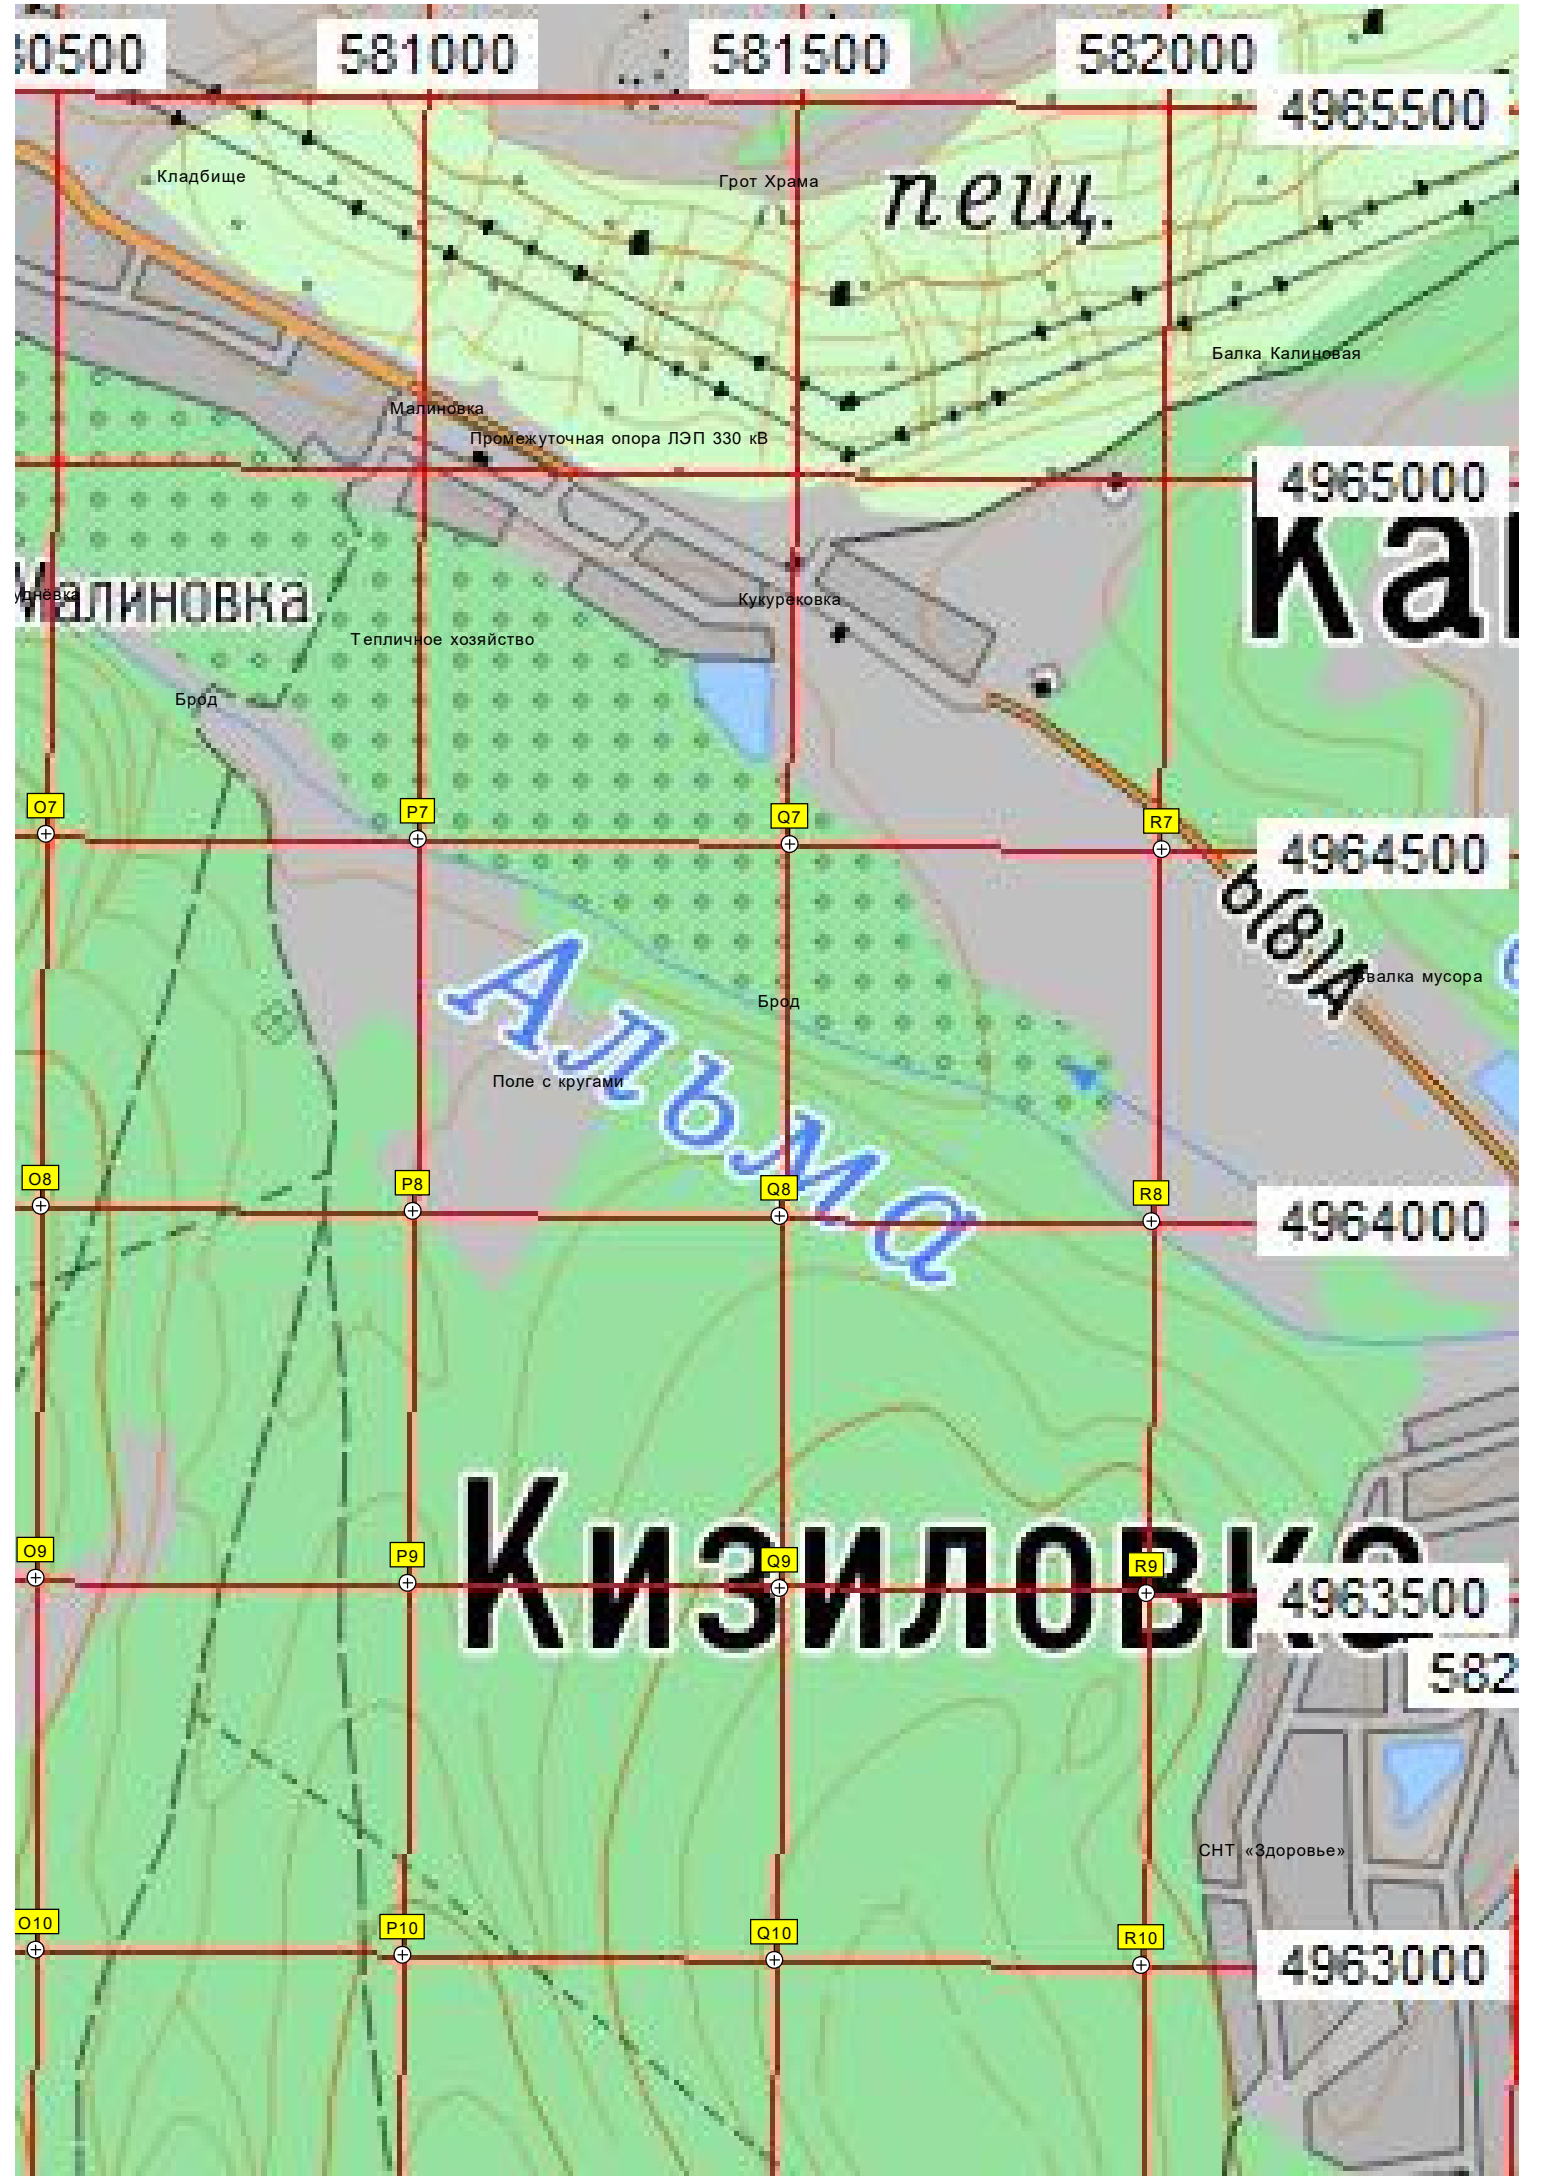 581000 581500 582000
4965500
Кладбище
Грот Храма
пещ.
Балка Калиновая
Малиновка
Промежуточная опора ЛЭП 330 кВ
4965000
Малиновка
Кукурековка
Тепличное хозяйство
Брод
O7 P7 Q7 R7
4964500
Альма
Брод
Поле с кругами
O8 P8 Q8 R8
4964000
O9 P9 Q9 R9
4963500
СНТ «Здоровье»
O10 P10 Q10 R10
4963000